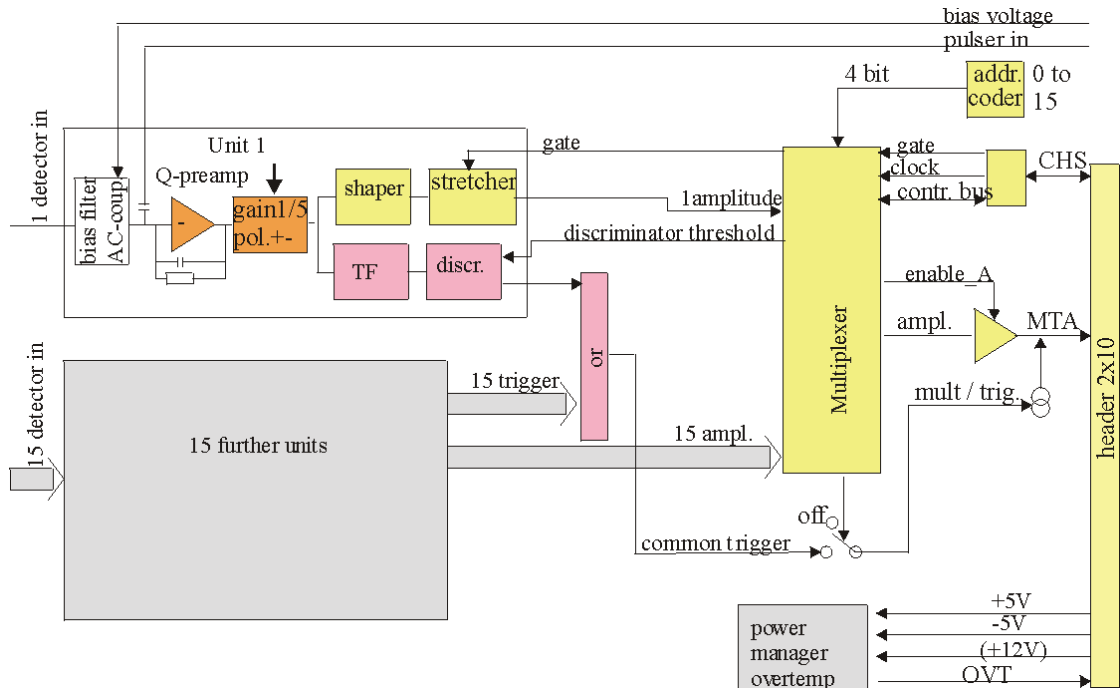 bias voltage
pulser in
4 bit
addr.
coder
0 to
15
1 detector in
Unit 1
Q-preamp
bias filter
AC-coup.
-
gain1/5
pol.+-
shaper
stretcher
TF
discr.
gate
1amplitude
discriminator threshold
or
Multiplexer
gate
clock
contr. bus
CHS
enable_A
ampl.
MTA
mult / trig.
header 2x10
15 detector in
15 further units
15 trigger
15 ampl.
off
common trigger
power
manager
overtemp
+5V
-5V
(+12V)
OVT